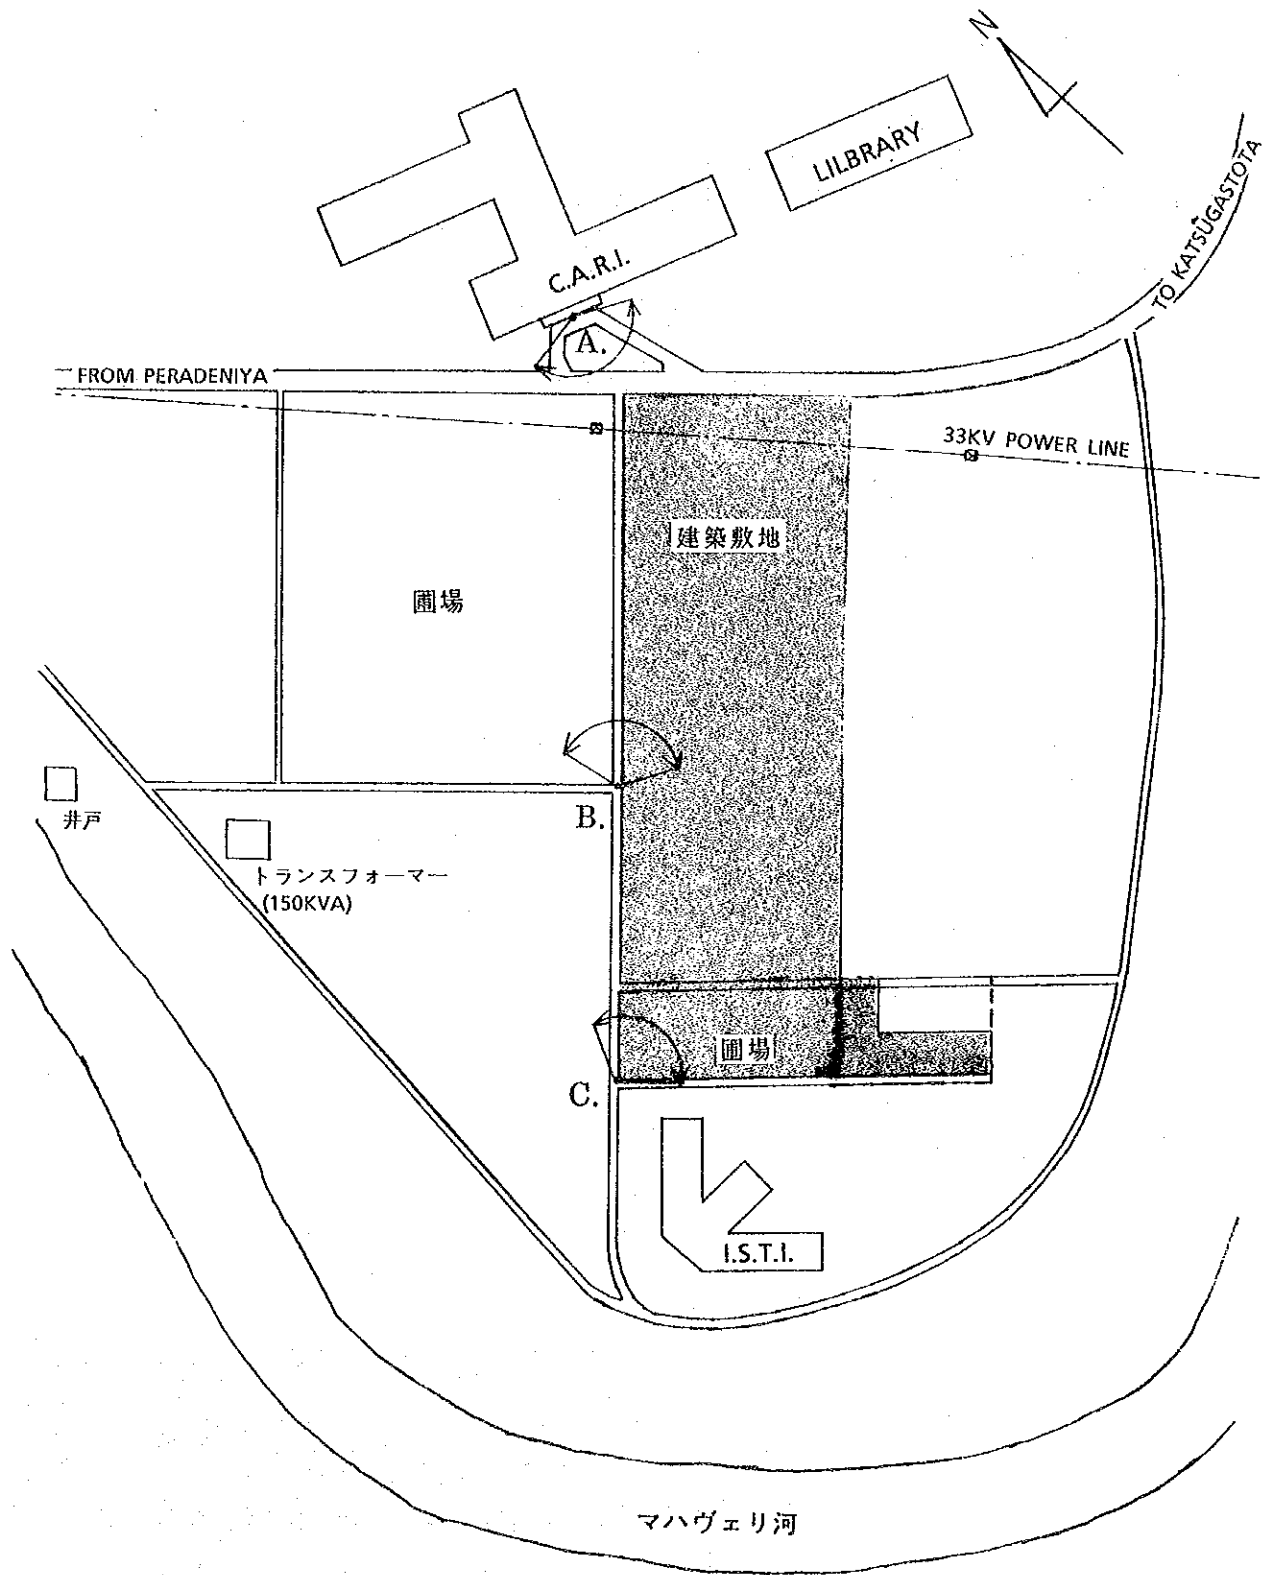 N
LILBRARY
C.A.R.I.
TO KATSUGASTOTA
A.
FROM PERADENIYA
33KV POWER LINE
建築敷地
圃場
B.
井戸
トランスフォーマー
(150KVA)
圃場
C.
I.S.T.I.
マハヴェリ河